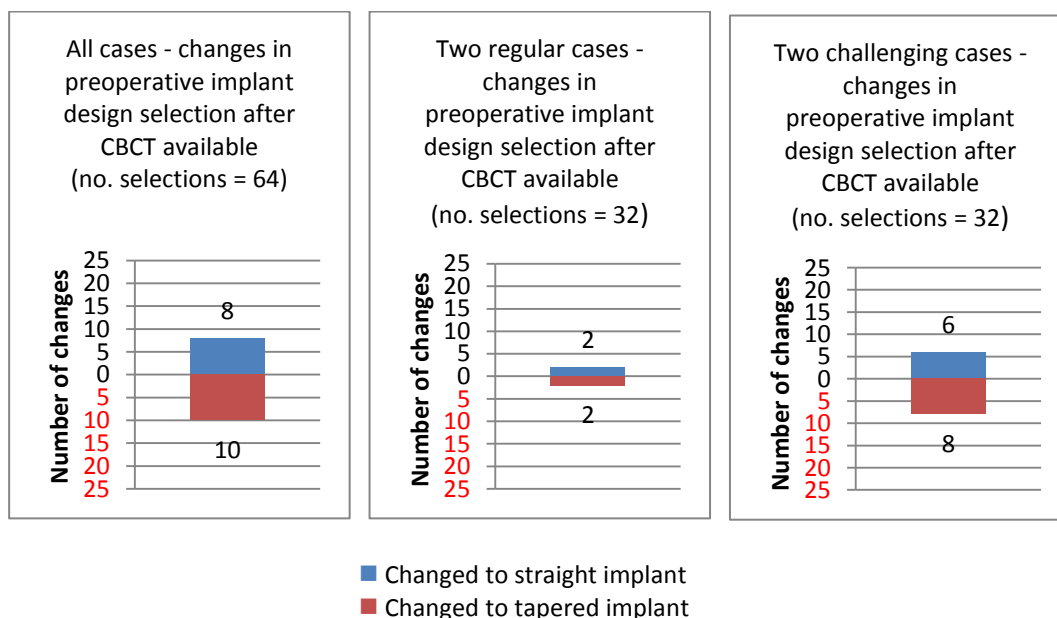 All cases - changes in
preoperative implant
design selection after
CBCT available
(no. selections = 64)
Number of changes
25
20
15
10
5
0
5
10
15
20
25
8
10
Two regular cases -
changes in
preoperative implant
design selection after
CBCT available
(no. selections = 32)
Number of changes
25
20
15
10
5
0
5
10
15
20
25
2
2
Two challenging cases -
changes in
preoperative implant
design selection after
CBCT available
(no. selections = 32)
Number of changes
25
20
15
10
5
0
5
10
15
20
25
6
8
Changed to straight implant
Changed to tapered implant